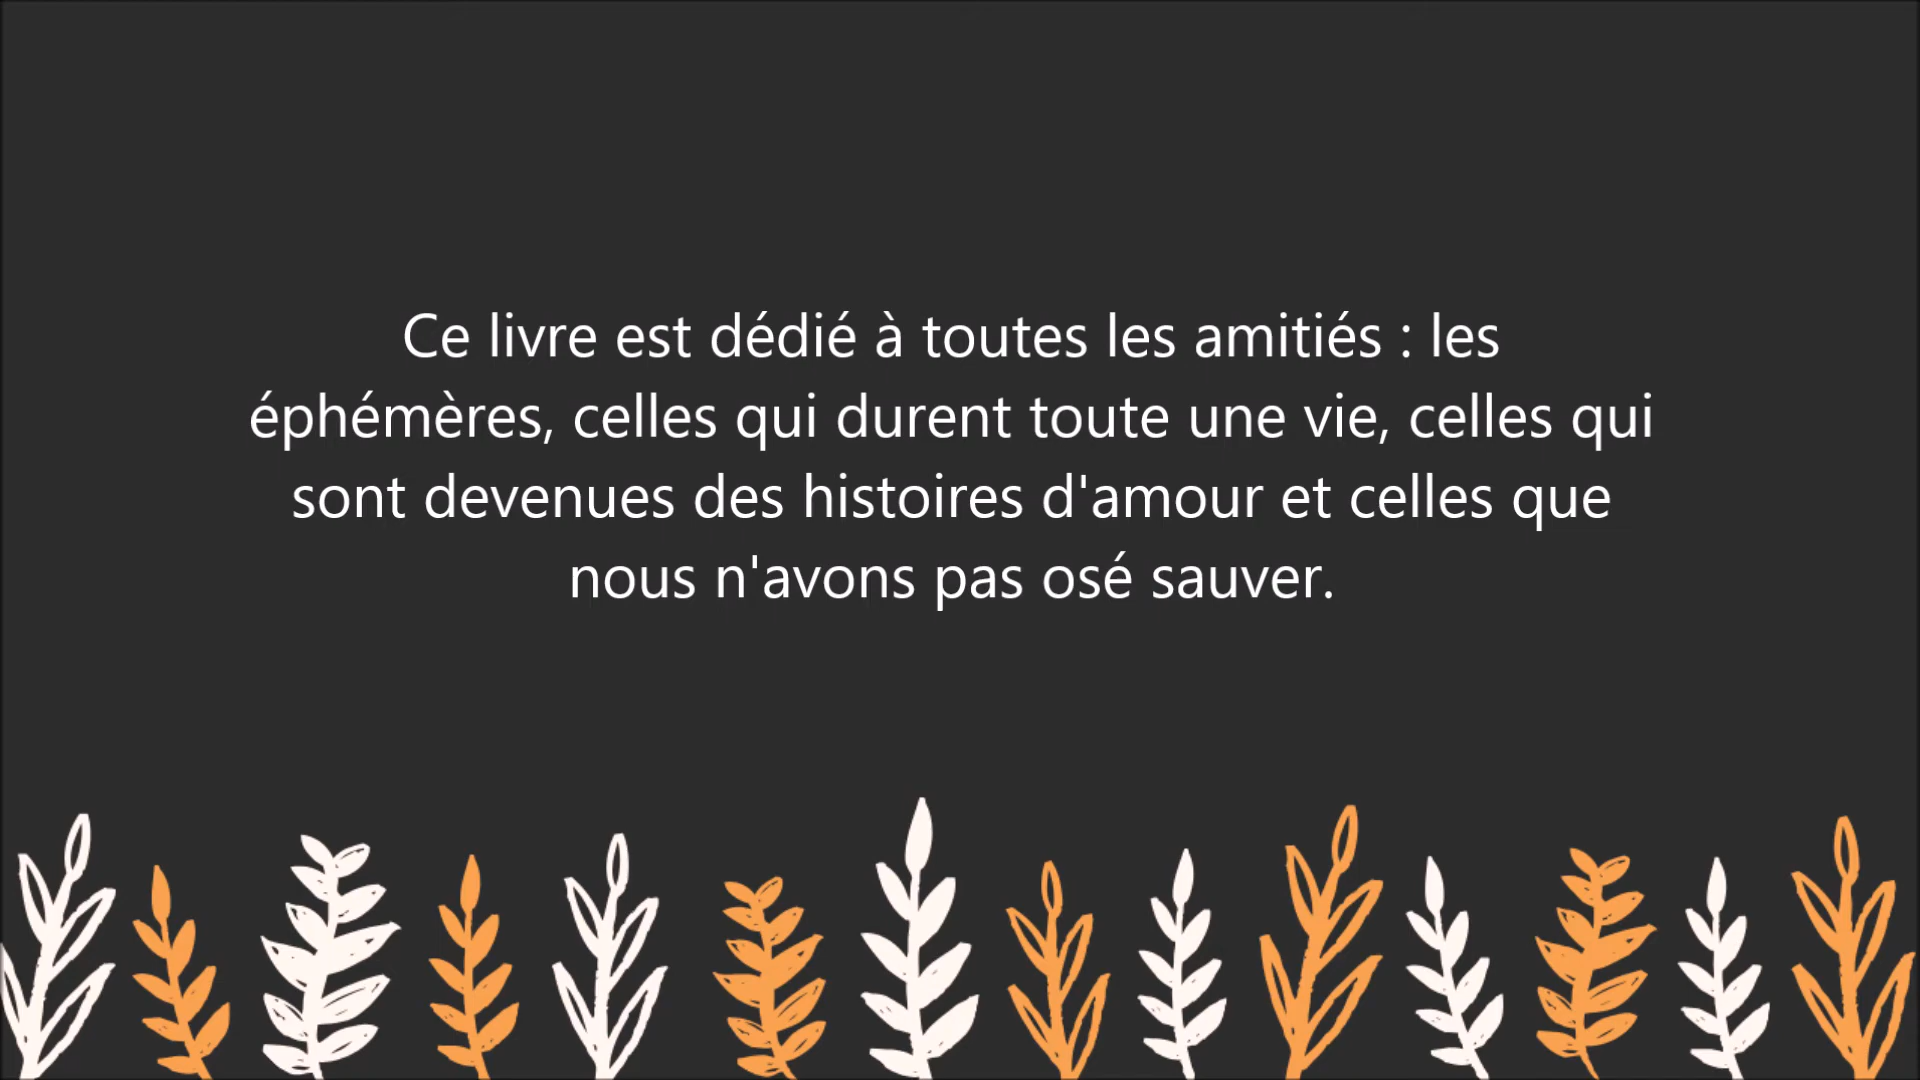 Ce livre est dédié à toutes les amitiés : les
éphémères, celles qui durent toute une vie, celles qui
sont devenues des histoires d'amour et celles que
nous n'avons pas osé sauver.